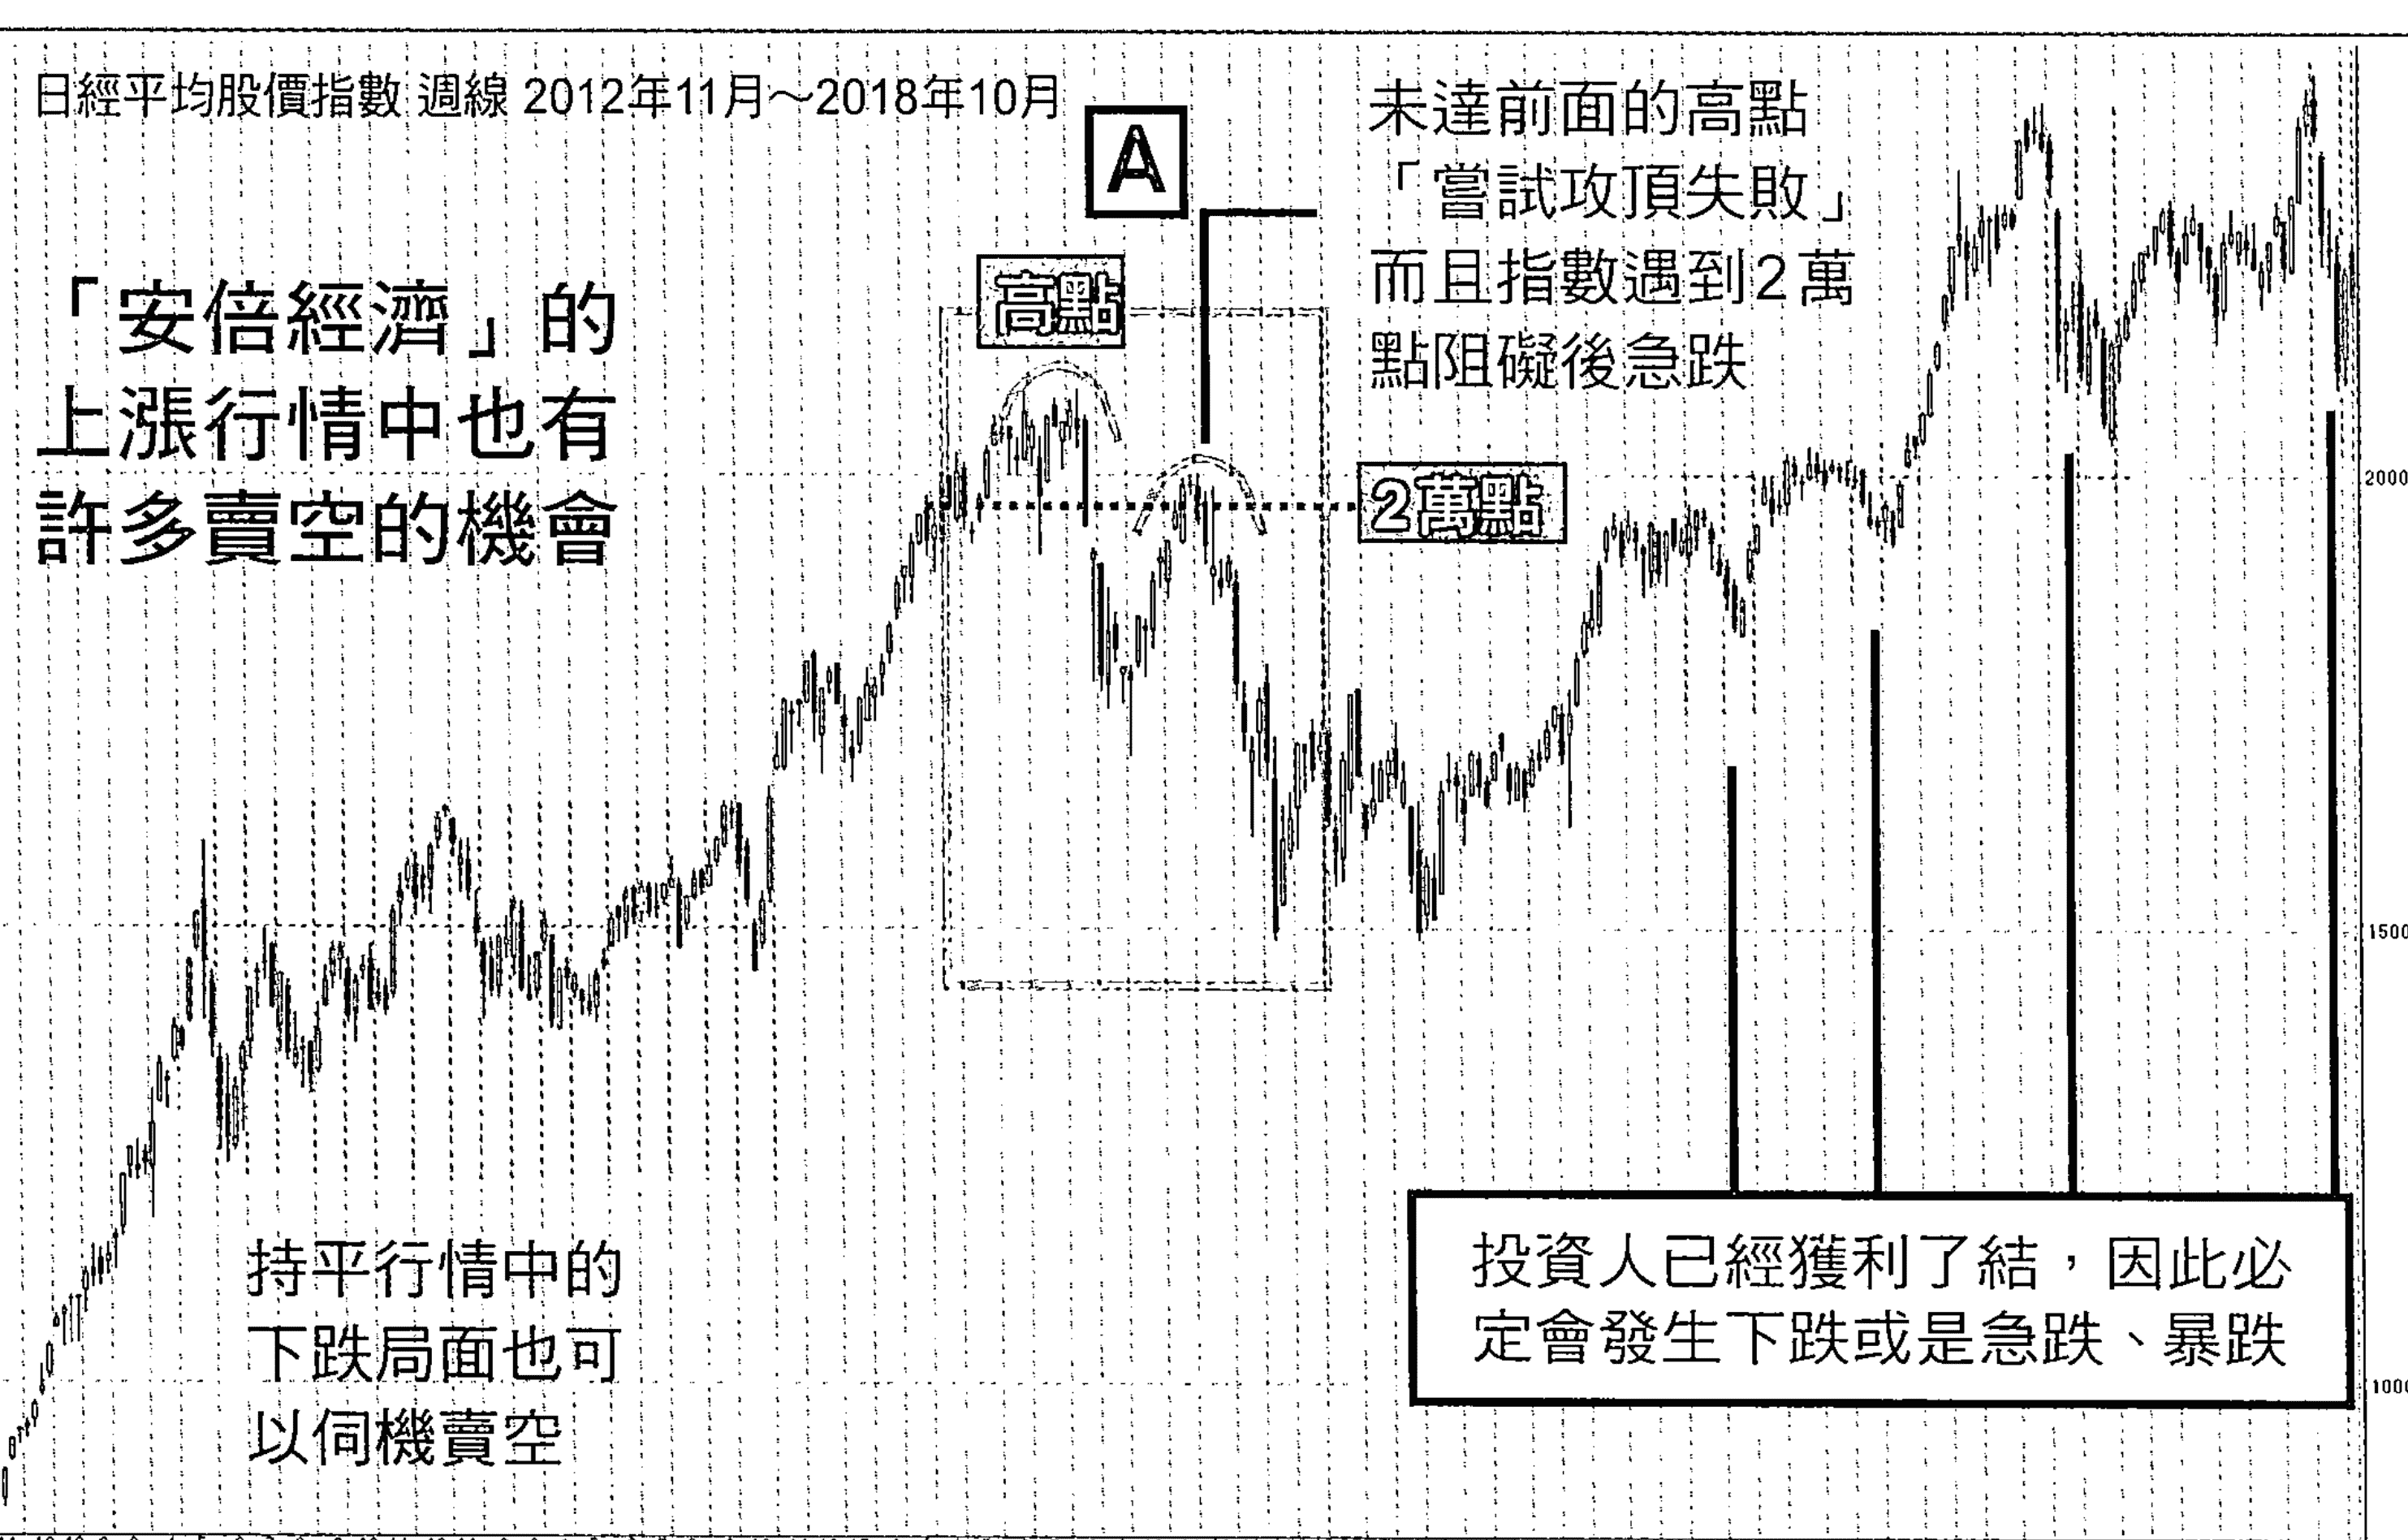 日經平均股價指數 週線 2012年11月～2018年10月
A
未達前面的高點
「嘗試攻頂失敗」
而且指數遇到2萬
點阻礙後急跌
「安倍經濟」的
上漲行情中也有
許多賣空的機會
高點
2萬點
持平行情中的
下跌局面也可
以伺機賣空
投資人已經獲利了結，因此必
定會發生下跌或是急跌、暴跌